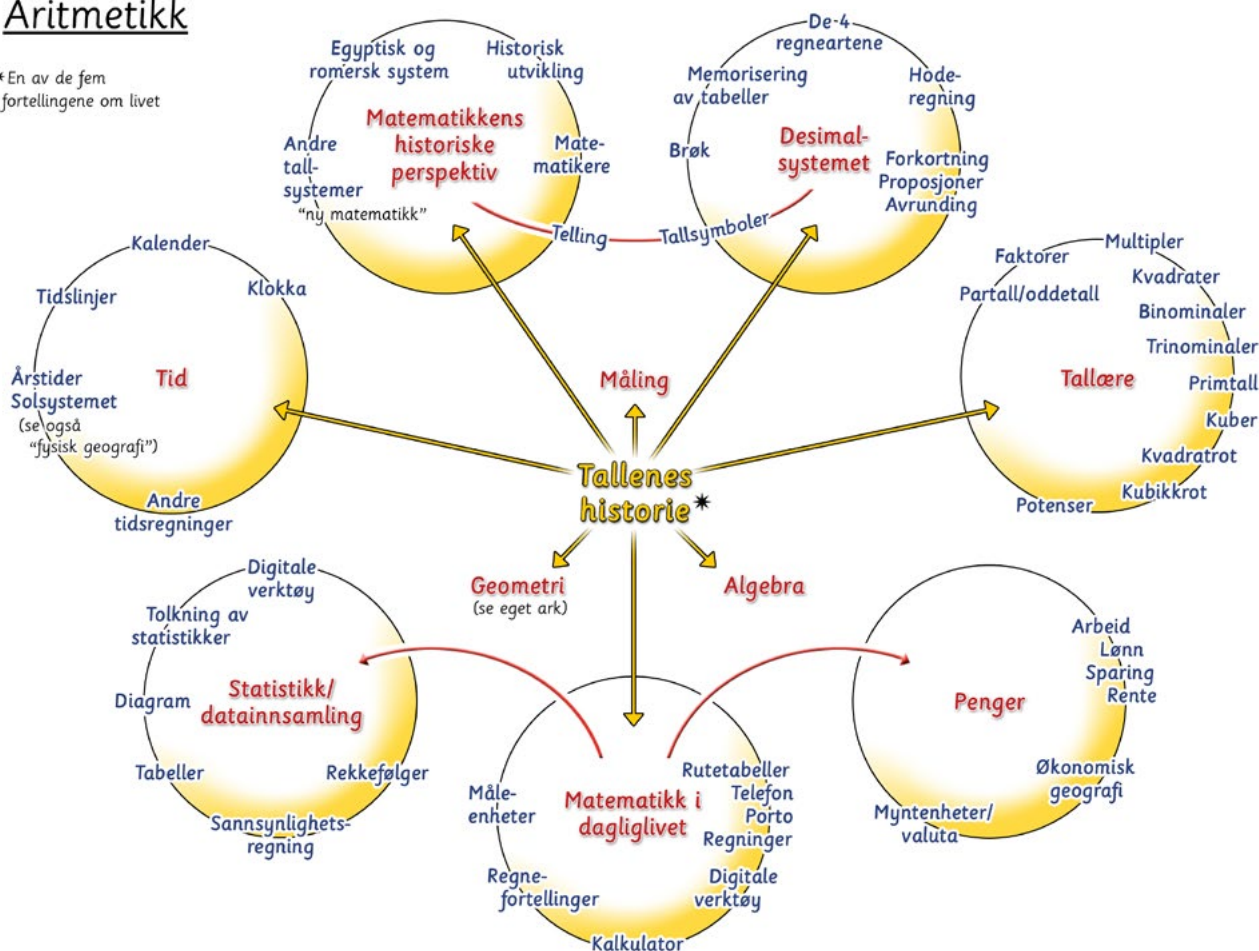 Aritmetikk
*En av de fem
fortellingene om livet
Egyptisk og
romersk system
Historisk
utvikling
Matematikkens
historiske
perspektiv
Andre
tall-
systemer
"ny matematikk"
Mate-
matikere
Telling
De 4
regneartene
Memorisering
av tabeller
Hode-
regning
Brøk
Desimal-
systemet
Forkortning
Proposjoner
Avrunding
Tallsymboler
Kalender
Tidslinjer
Klokka
Tid
Årstider
Solsystemet
(se også
"fysisk geografi")
Andre
tidsregninger
Måling
Multipler
Faktorer
Kvadrater
Partall/oddetall
Binominaler
Trinominaler
Tallære
Primtall
Kuber
Kvadratrot
Kubikkrot
Potenser
Tallenes
historie*
Geometri
(se eget ark)
Algebra
Digitale
verktøy
Tolkning av
statistikker
Statistikk/
datainnsamling
Diagram
Tabeller
Rekkefølger
Sannsynlighets-
regning
Matematikk i
dagliglivet
Måle-
enheter
Rutetabeller
Telefon
Porto
Regninger
Regne-
fortellinger
Digitale
verktøy
Kalkulator
Penger
Arbeid
Lønn
Sparing
Rente
Økonomisk
geografi
Myntenheter/
valuta